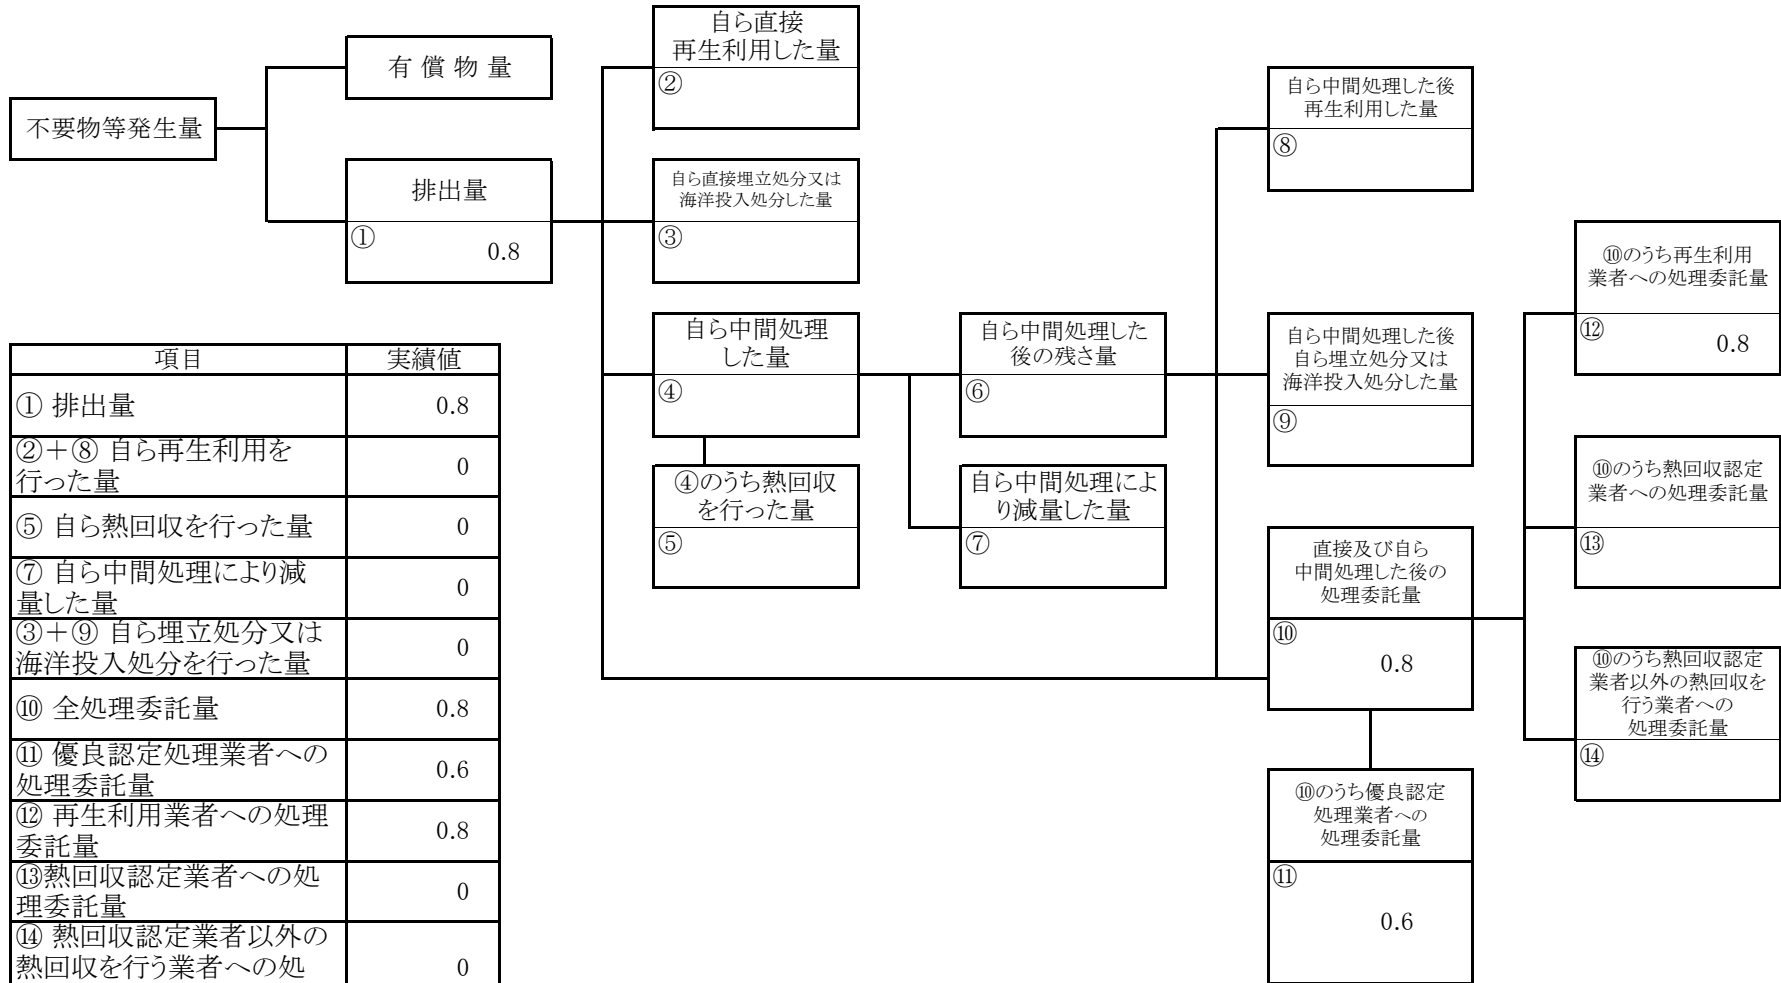 不要物等発生量
有 償 物 量
排出量
①
0.8
自ら直接
再生利用した量
②
自ら直接埋立処分又は
海洋投入処分した量
③
自ら中間処理
した量
④
④のうち熱回収
を行った量
⑤
自ら中間処理した
後の残さ量
⑥
自ら中間処理によ
り減量した量
⑦
自ら中間処理した後
再生利用した量
⑧
自ら中間処理した後
自ら埋立処分又は
海洋投入処分した量
⑨
直接及び自ら
中間処理した後の
処理委託量
⑩
0.8
⑩のうち優良認定
処理業者への
処理委託量
⑪
0.6
⑩のうち再生利用
業者への処理委託量
⑫
0.8
⑩のうち熱回収認定
業者への処理委託量
⑬
⑩のうち熱回収認定
業者以外の熱回収を
行う業者への
処理委託量
⑭
項目 実績値
① 排出量 0.8
②+⑧ 自ら再生利用を
行った量 0
⑤ 自ら熱回収を行った量 0
⑦ 自ら中間処理により減
量した量 0
③+⑨ 自ら埋立処分又は
海洋投入処分を行った量 0
⑩ 全処理委託量 0.8
⑪ 優良認定処理業者への
処理委託量 0.6
⑫ 再生利用業者への処理
委託量 0.8
⑬熱回収認定業者への処
理委託量 0
⑭ 熱回収認定業者以外の
熱回収を行う業者への処 0